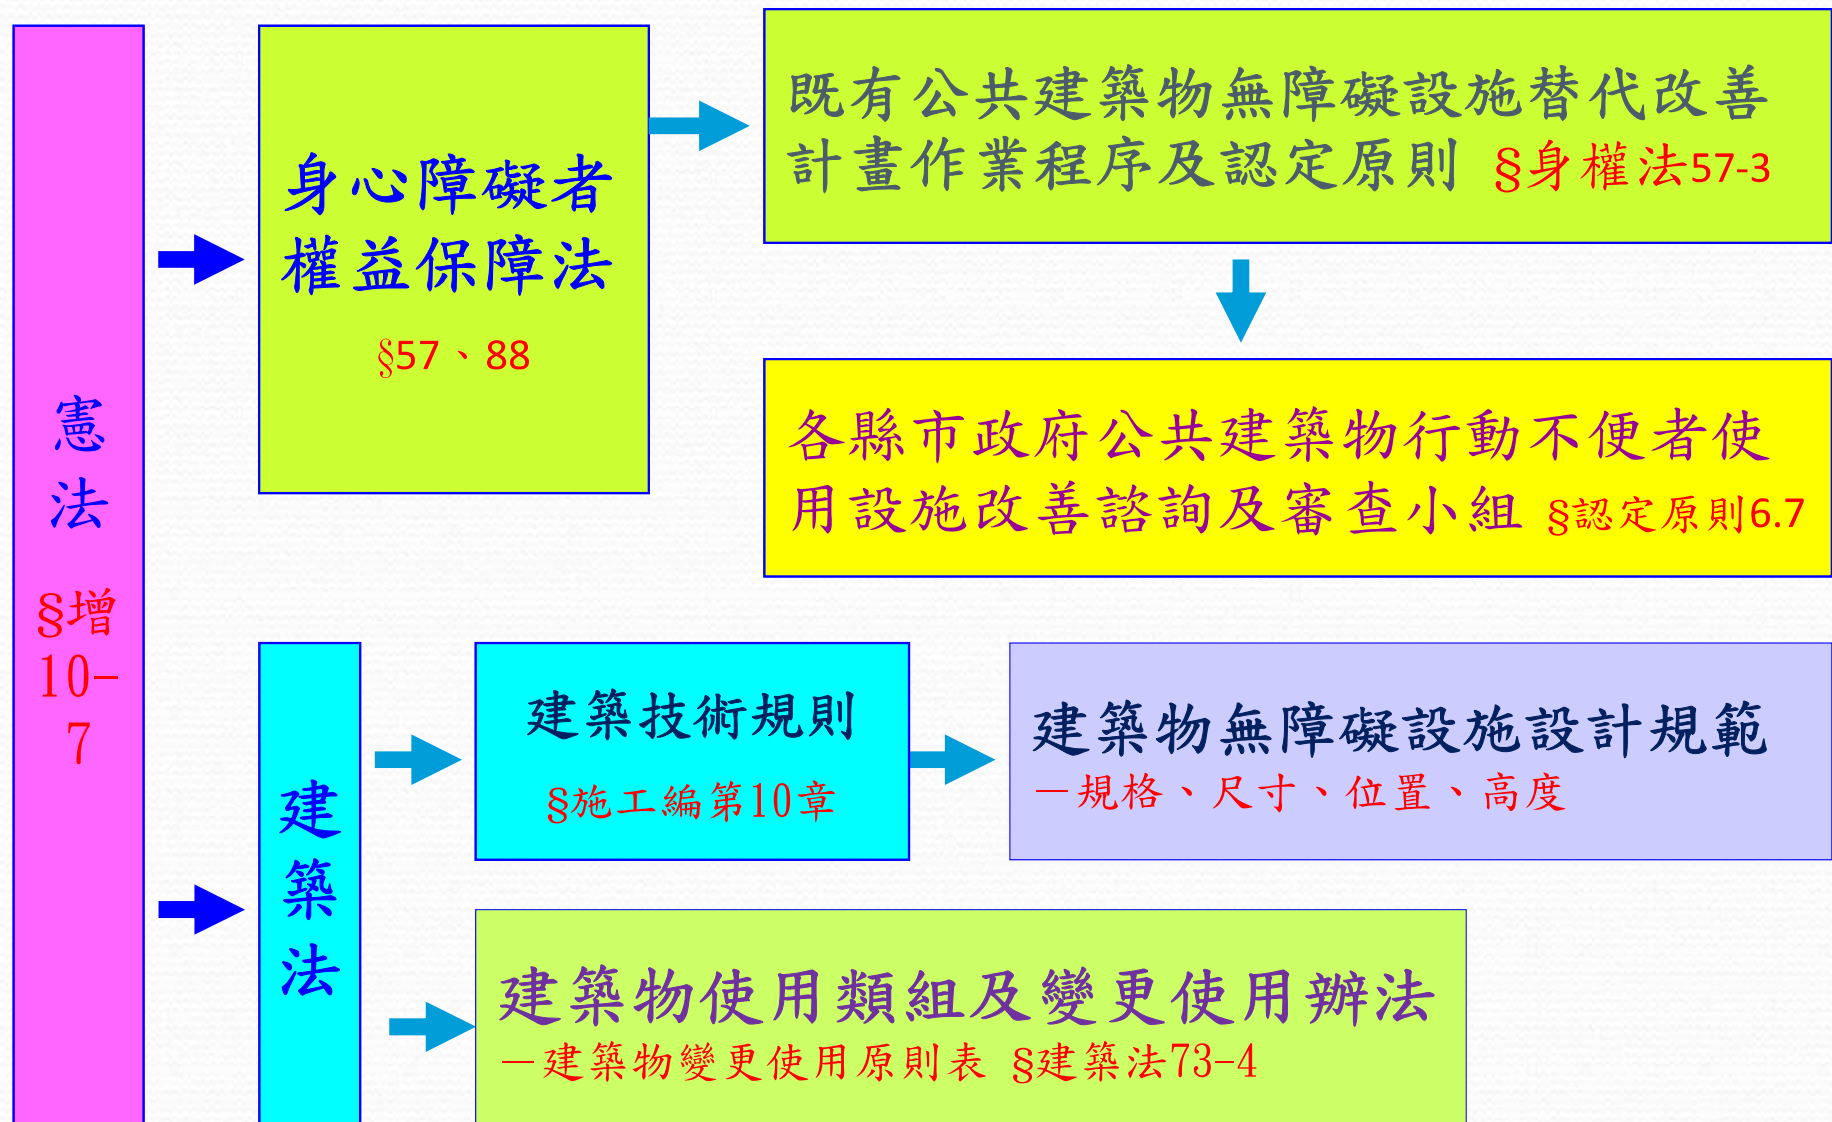 憲
法
§增
10-
7
身心障礙者
權益保障法
§57、88
既有公共建築物無障礙設施替代改善
計畫作業程序及認定原則 §身權法57-3
各縣市政府公共建築物行動不便者使
用設施改善諮詢及審查小組 §認定原則6.7
建
築
法
建築技術規則
§施工編第10章
建築物無障礙設施設計規範
－規格、尺寸、位置、高度
建築物使用類組及變更使用辦法
－建築物變更使用原則表 §建築法73-4